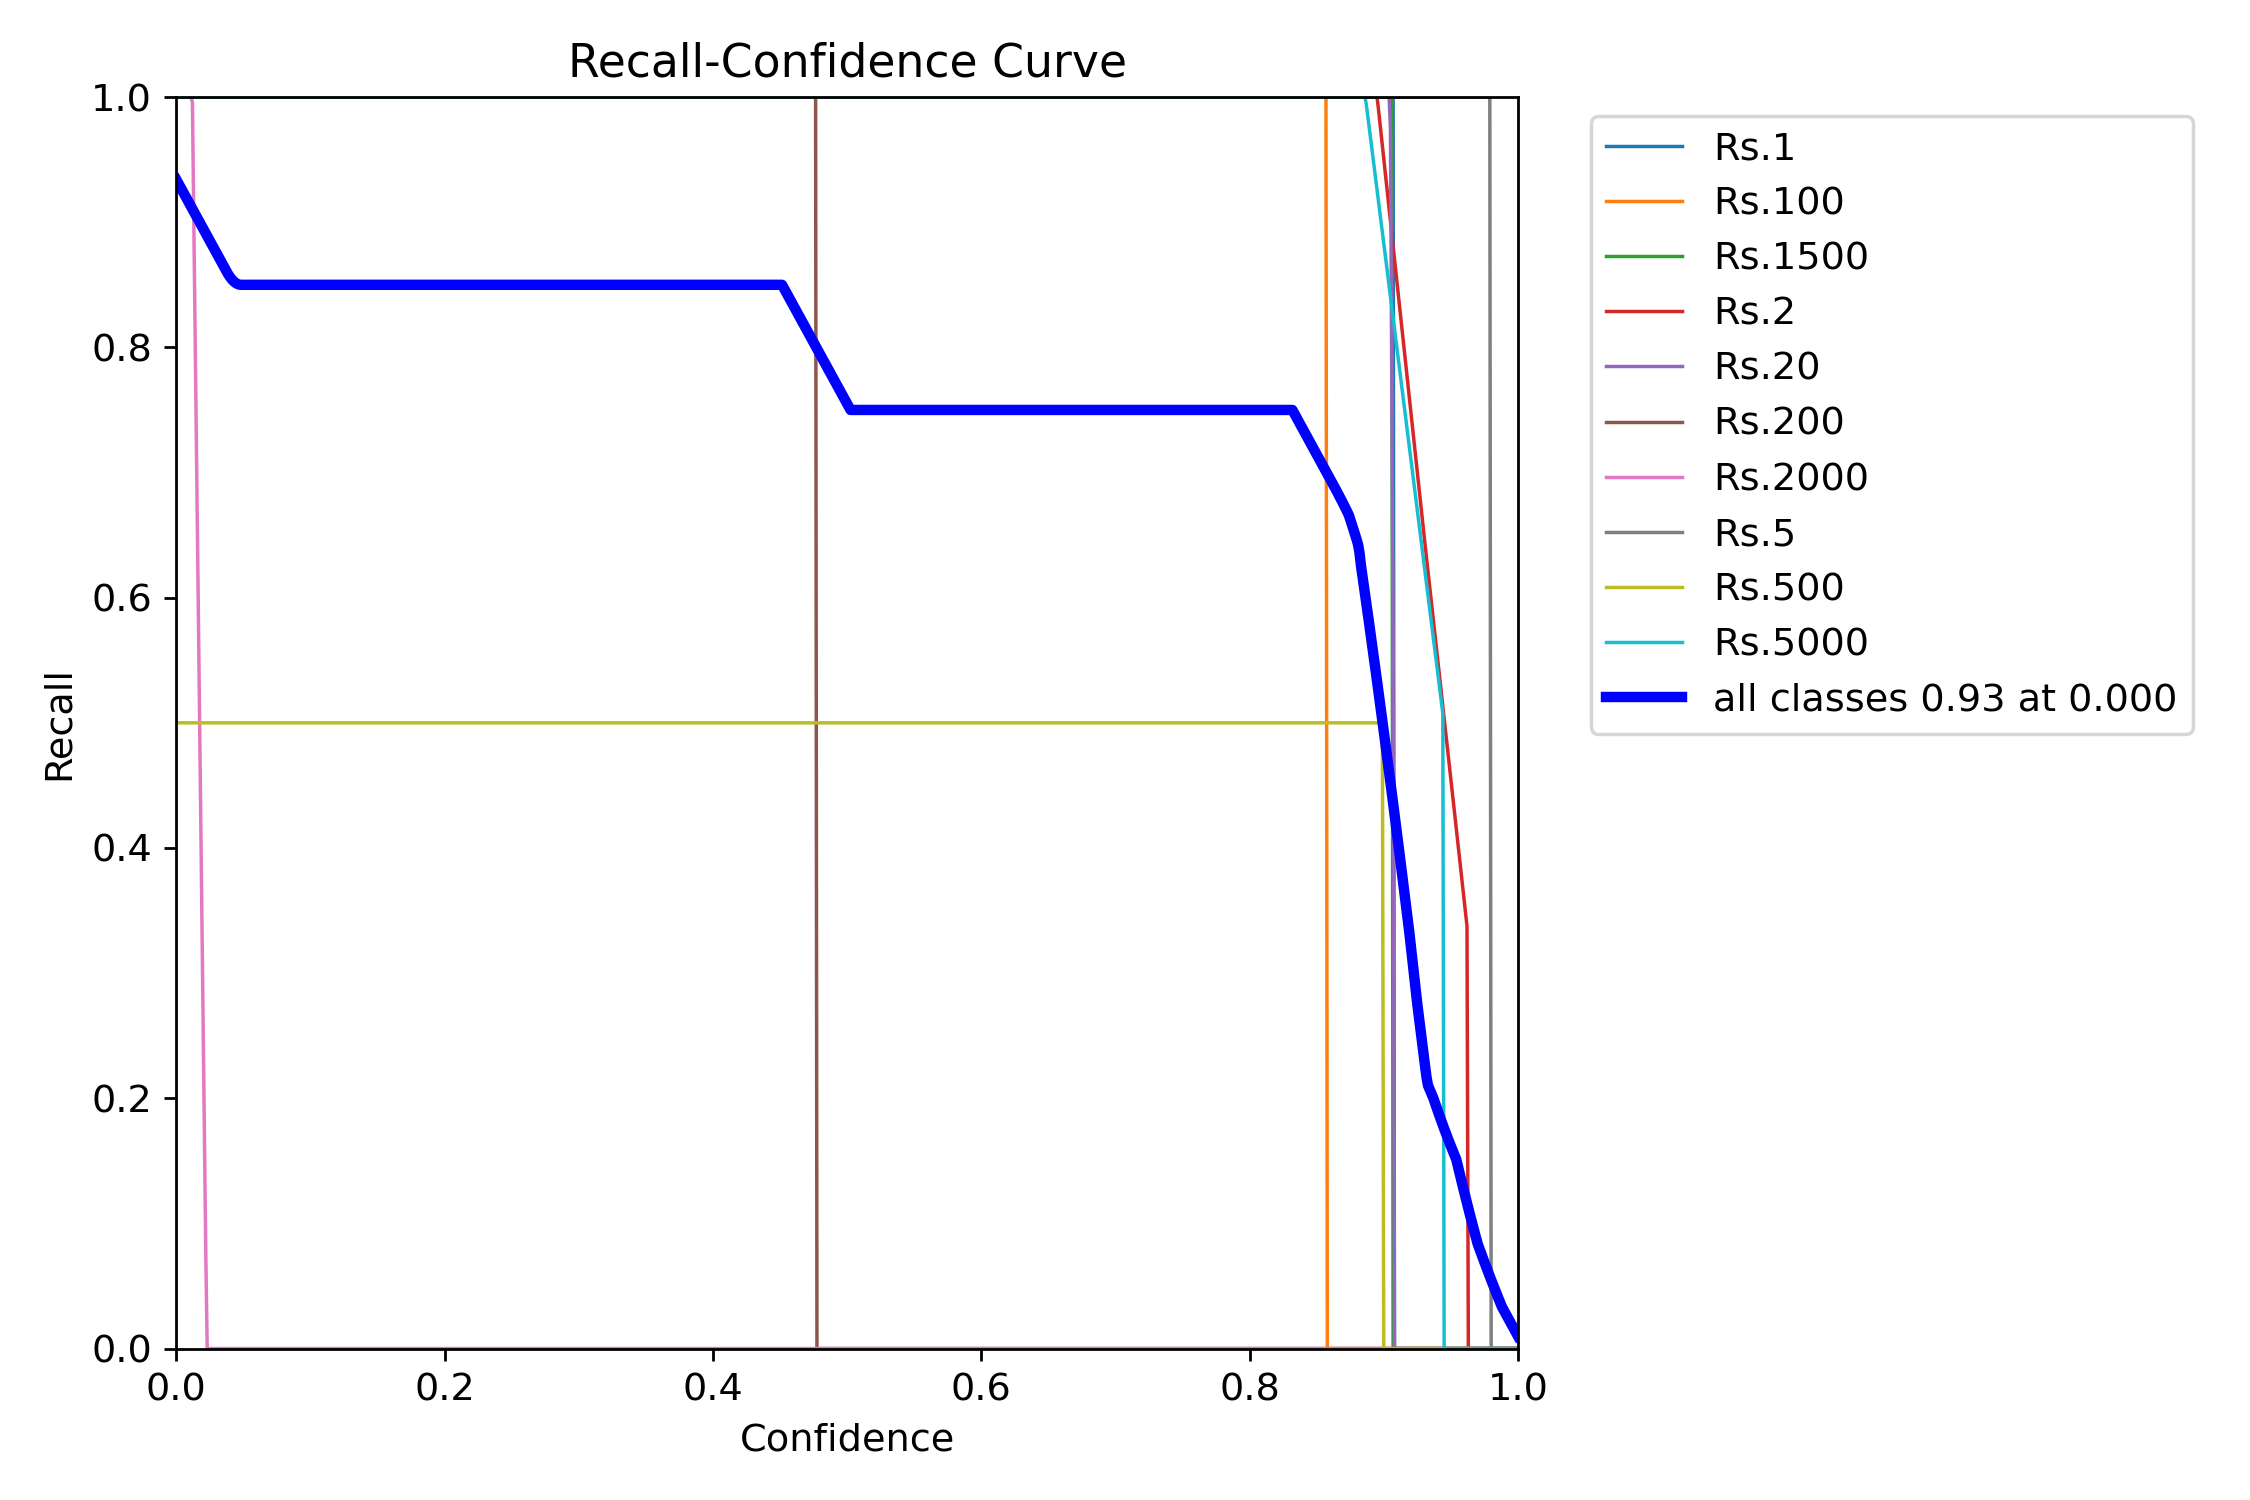 Recall-Confidence Curve
1.0
0.8
0.6
0.4
0.2
0.0
Recall
0.0 0.2 0.4 0.6 0.8 1.0
Confidence
Rs.1
Rs.100
Rs.1500
Rs.2
Rs.20
Rs.200
Rs.2000
Rs.5
Rs.500
Rs.5000
all classes 0.93 at 0.000